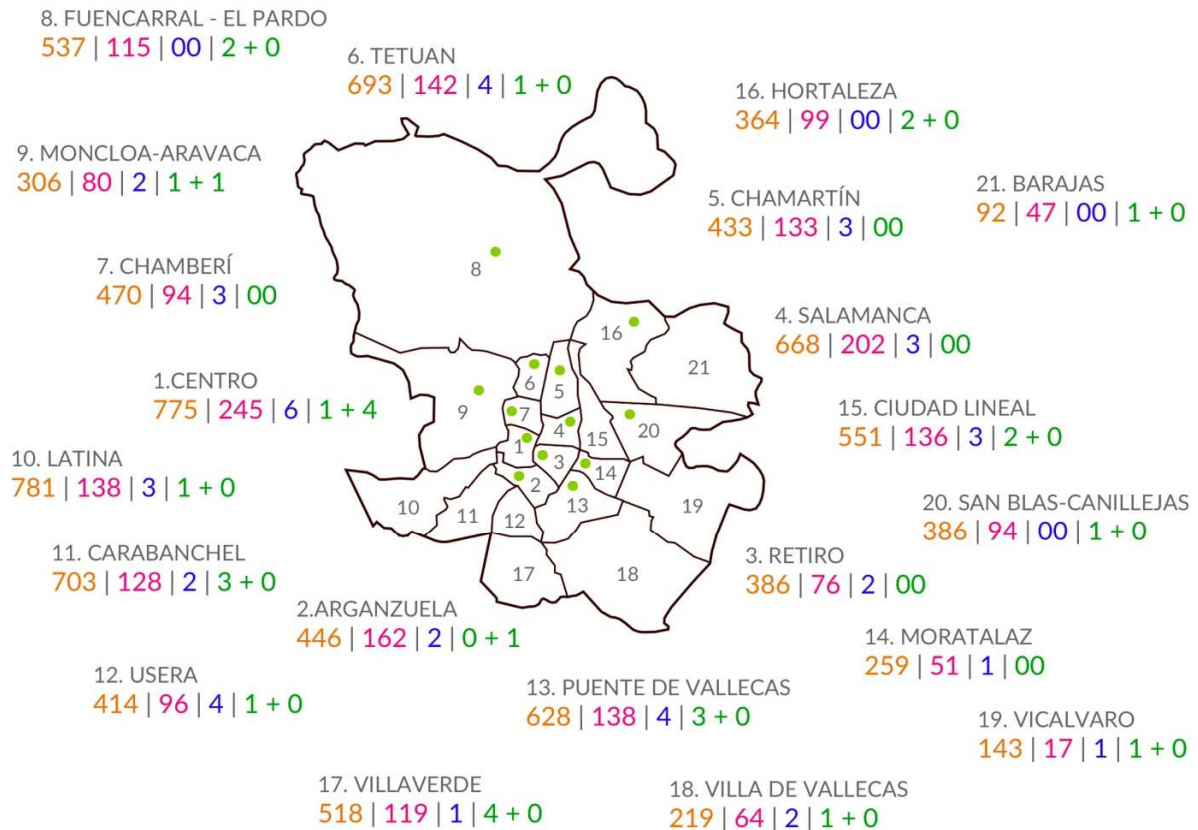 8. FUENCARRAL - EL PARDO
537 | 115 | 00 | 2 + 0
6. TETUAN
693 | 142 | 4 | 1 + 0
16. HORTALEZA
364 | 99 | 00 | 2 + 0
9. MONCLOA-ARAVACA
306 | 80 | 2 | 1 + 1
5. CHAMARTÍN
433 | 133 | 3 | 00
21. BARAJAS
92 | 47 | 00 | 1 + 0
7. CHAMBERÍ
470 | 94 | 3 | 00
4. SALAMANCA
668 | 202 | 3 | 00
1.CENTRO
775 | 245 | 6 | 1 + 4
15. CIUDAD LINEAL
551 | 136 | 3 | 2 + 0
10. LATINA
781 | 138 | 3 | 1 + 0
20. SAN BLAS-CANILLEJAS
386 | 94 | 00 | 1 + 0
11. CARABANCHEL
703 | 128 | 2 | 3 + 0
3. RETIRO
386 | 76 | 2 | 00
2.ARGANZUELA
446 | 162 | 2 | 0 + 1
14. MORATALAZ
259 | 51 | 1 | 00
12. USERA
414 | 96 | 4 | 1 + 0
13. PUENTE DE VALLECAS
628 | 138 | 4 | 3 + 0
19. VICALVARO
143 | 17 | 1 | 1 + 0
17. VILLAVERDE
518 | 119 | 1 | 4 + 0
18. VILLA DE VALLECAS
219 | 64 | 2 | 1 + 0
8
16
21
6
5
9
7
4
15
20
1
3
14
2
13
10
11
12
19
17
18